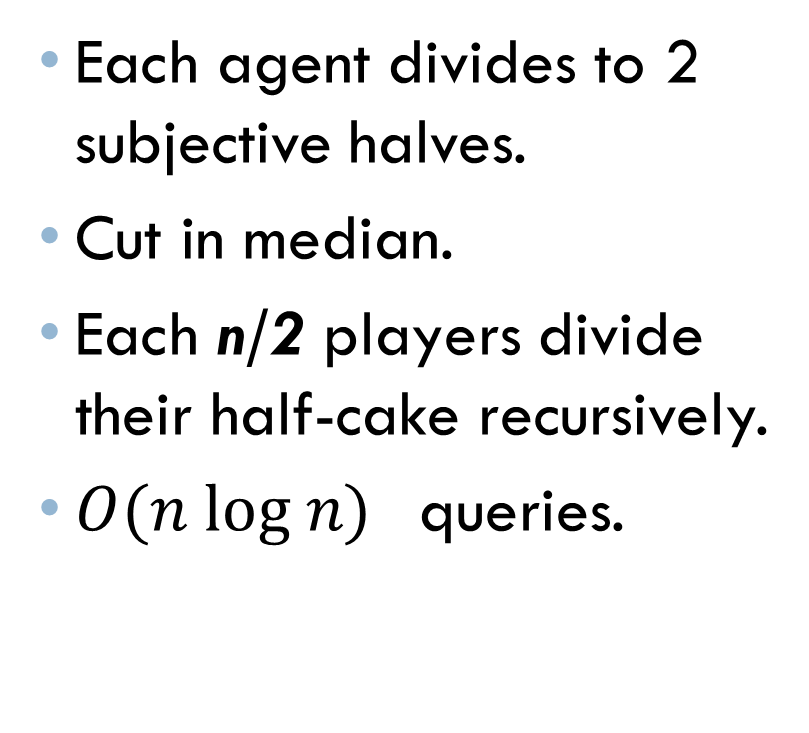 • Each agent divides to 2
subjective halves.
• Cut in median.
• Each n/2 players divide
their half-cake recursively.
• O(n log n) queries.